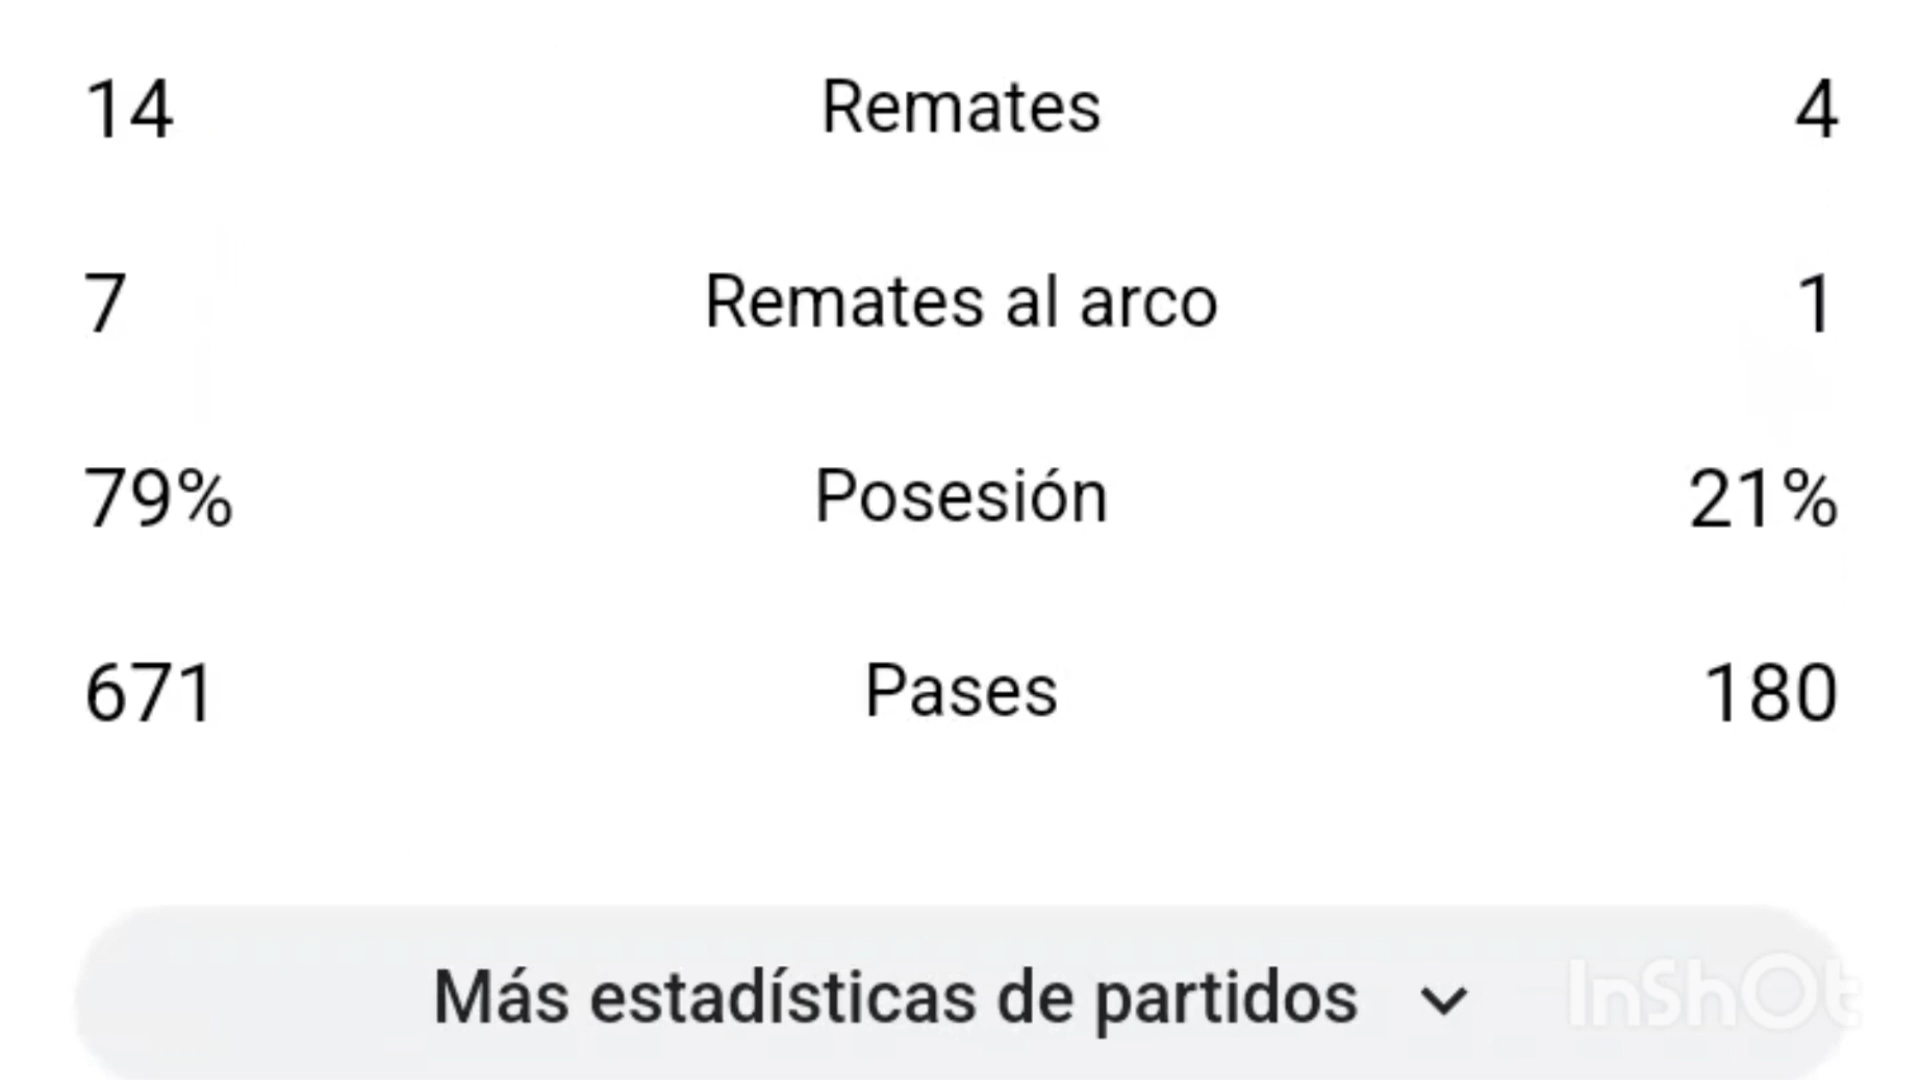 14 Remates 4
7 Remates al arco 1
79% Posesión 21%
671 Pases 180
Más estadísticas de partidos
InShOt